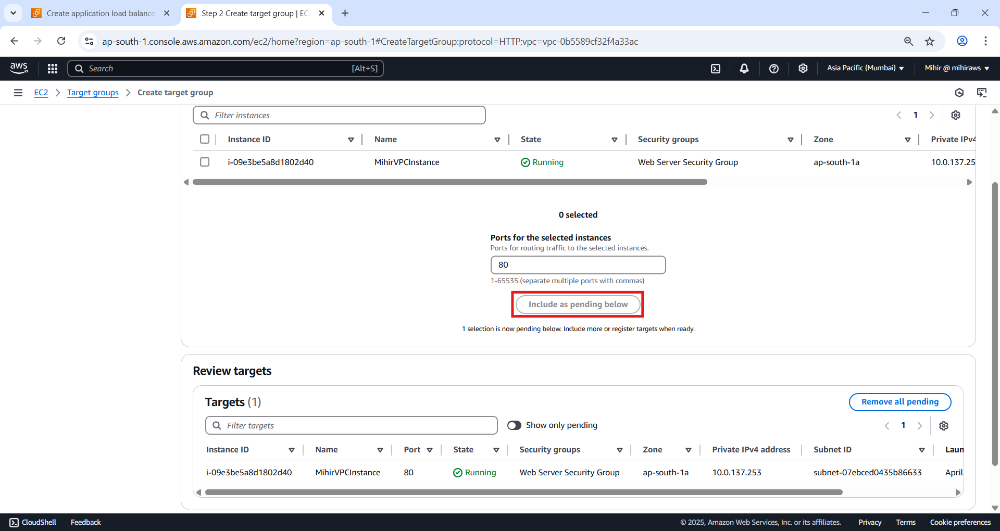 Create application load balance
Step 2 Create target group | EC
ap-south-1.console.aws.amazon.com/ec2/home?region=ap-south-1#CreateTargetGroup:protocol=HTTP;vpc=vpc-0b5589cf32f4a33ac
aws
Search [Alt+S]
Asia Pacific (Mumbai)
Mihir @ mihiraws
EC2 > Target groups > Create target group
Filter instances
1
Instance ID Name State Security groups Zone Private IPv4
i-09e3be5a8d1802d40 MihirVPCInstance Running Web Server Security Group ap-south-1a 10.0.137.25
0 selected
Ports for the selected instances
Ports for routing traffic to the selected instances.
80
1-65535 (separate multiple ports with commas)
Include as pending below
1 selection is now pending below. Include more or register targets when ready.
Review targets
Targets (1)
Remove all pending
Filter targets
Show only pending
1
Instance ID Name Port State Security groups Zone Private IPv4 address Subnet ID Laun
i-09e3be5a8d1802d40 MihirVPCInstance 80 Running Web Server Security Group ap-south-1a 10.0.137.253 subnet-07ebced0435b86633 April
CloudShell Feedback © 2025, Amazon Web Services, Inc. or its affiliates. Privacy Terms Cookie preferences